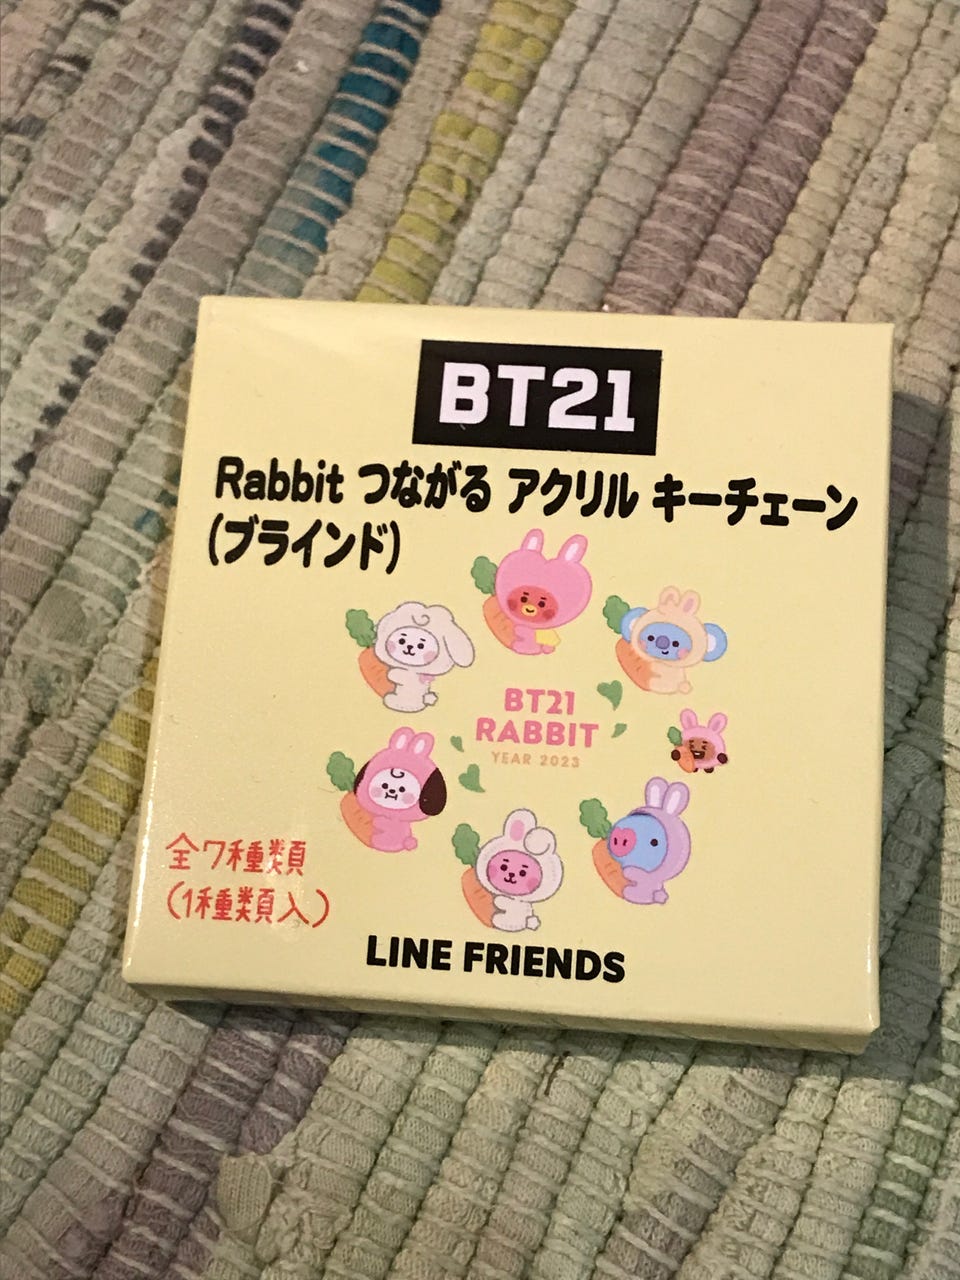 BT21
Rabbit つながる アクリル キーチェーン
(ブラインド)
BT21
RABBIT
YEAR 2023
全7種類
(1種類入)
LINE FRIENDS